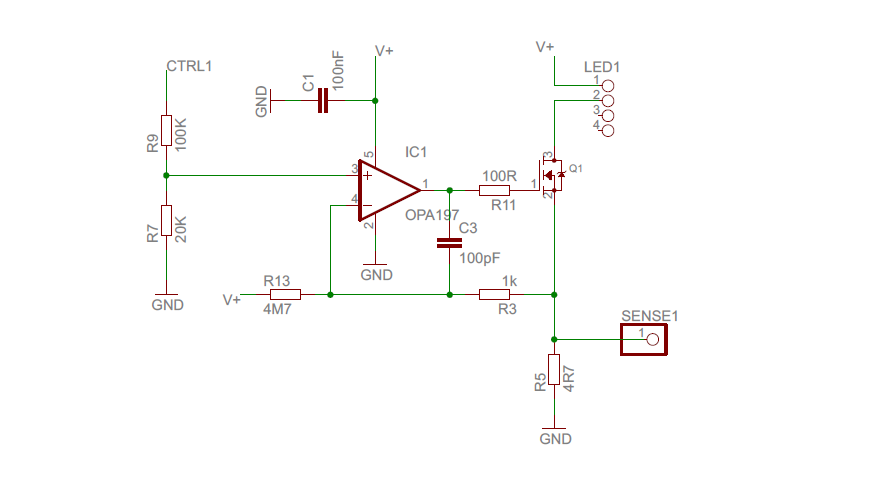 CTRL1
R9
100K
R7
20K
GND
GND
C1
100nF
V+
5
IC1
3
+
4
−
1
2
OPA197
GND
C3
100pF
100R
R11
V+
LED1
1
2
3
4
3
Q1
1
2
V+
R13
4M7
1k
R3
SENSE1
1
R5
4R7
GND